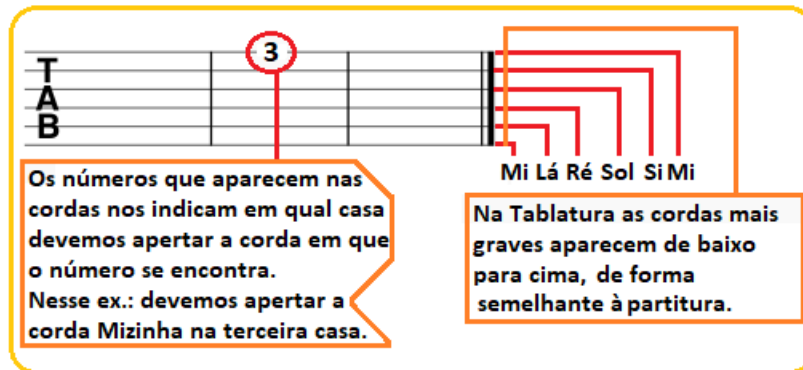 3
T
A
B
Mi Lá Ré Sol Si Mi
Os números que aparecem nas
cordas nos indicam em qual casa
devemos apertar a corda em que
o número se encontra.
Nesse ex.: devemos apertar a
corda Mizinha na terceira casa.
Na Tablatura as cordas mais
graves aparecem de baixo
para cima, de forma
semelhante à partitura.